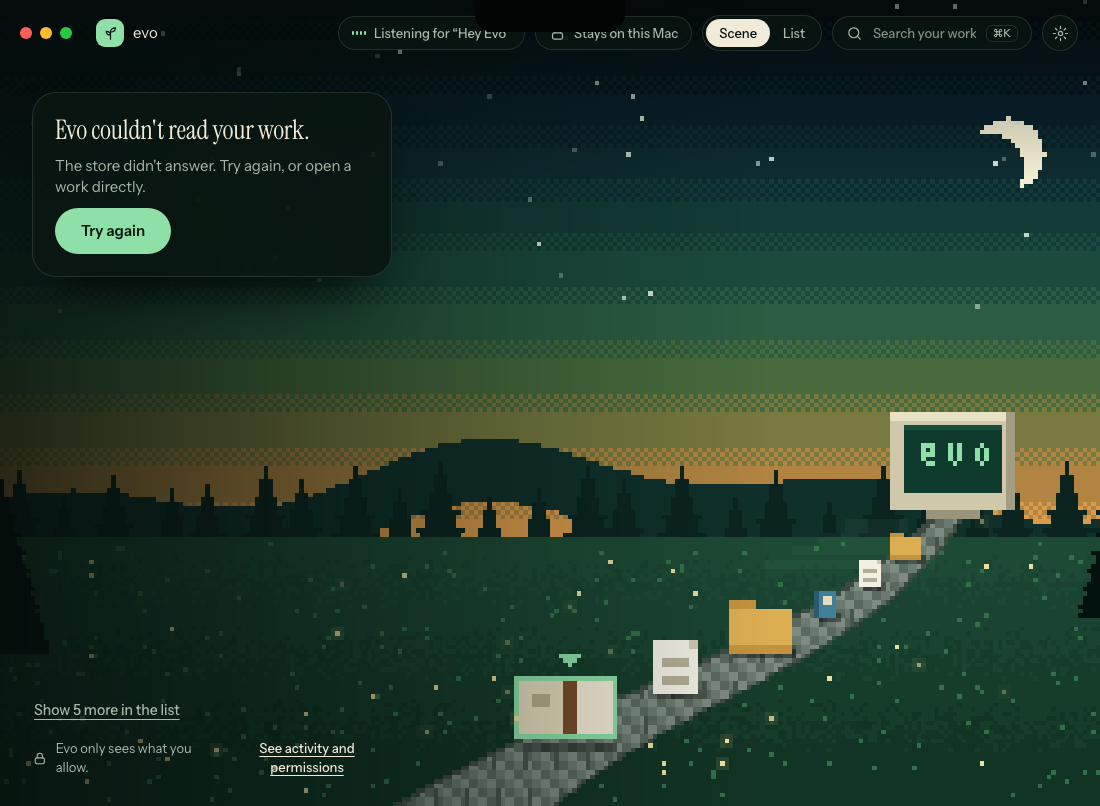 evo
Listening for “Hey Evo
Stays on this Mac
Scene
List
Search your work
⌘K
Evo couldn't read your work.
The store didn't answer. Try again, or open a
work directly.
Try again
evo
Show 5 more in the list
Evo only sees what you
allow.
See activity and
permissions